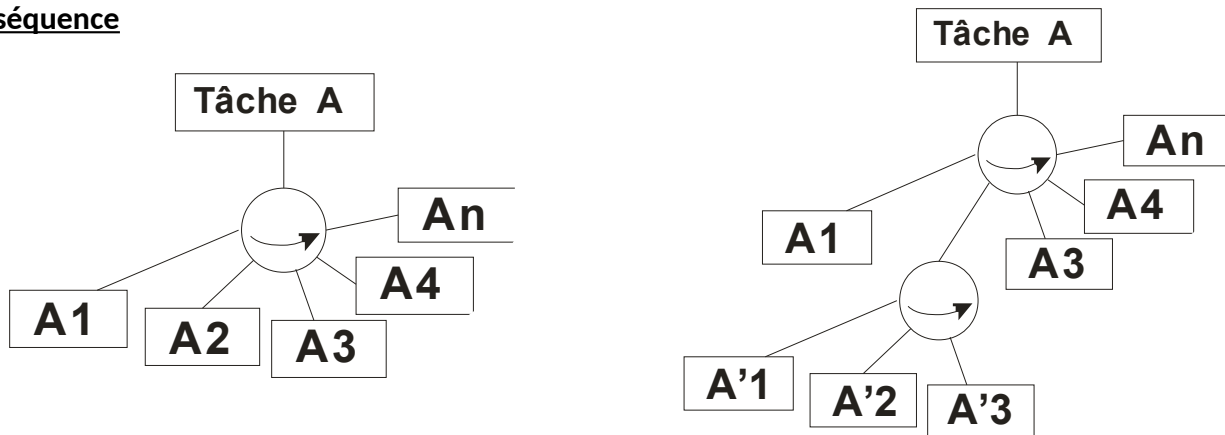 séquence
Tâche A
An
A4
A1
A2
A3
Tâche A
An
A4
A1
A3
A'1
A’2
A’3